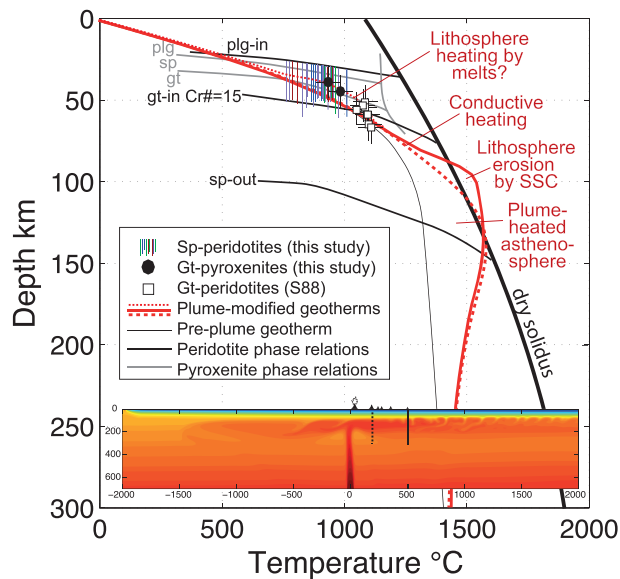 0
50
100
150
200
250
300
Depth km
0
500
1000
1500
2000
Temperature °C
plg-in
plg
sp
gt
gt-in Cr#=15
sp-out
Lithosphere
heating by
melts?
Conductive
heating
Lithosphere
erosion
by SSC
Plume-
heated
astheno-
sphere
dry solidus
Sp-peridotites (this study)
Gt-pyroxenites (this study)
Gt-peridotites (S88)
Plume-modified geotherms
Pre-plume geotherm
Peridotite phase relations
Pyroxenite phase relations
0
200
400
600
−2000
−1500
−1000
−500
0
500
1000
1500
2000